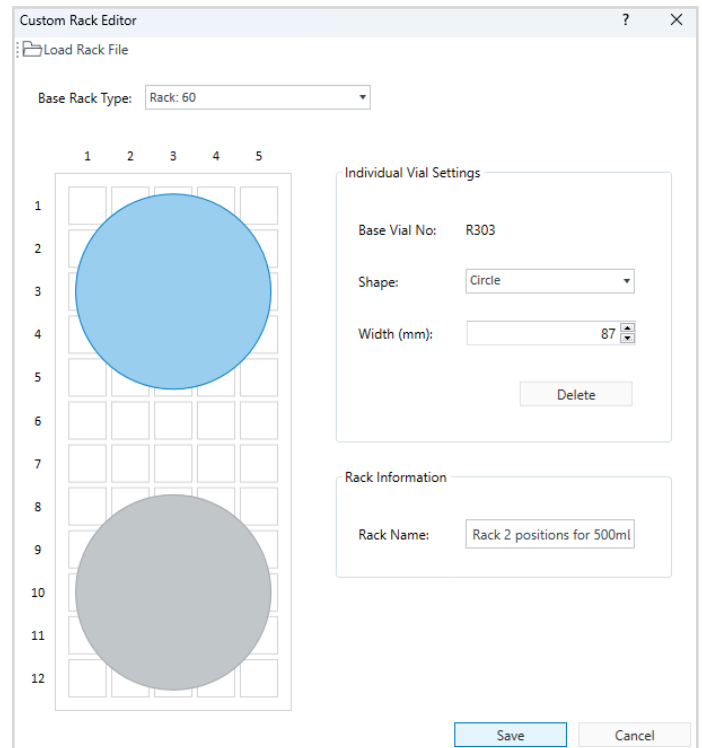 Custom Rack Editor ? ×
Load Rack File
Base Rack Type: Rack: 60
1 2 3 4 5
1
2
3
4
5
6
7
8
9
10
11
12
Individual Vial Settings
Base Vial No: R303
Shape: Circle
Width (mm): 87
Delete
Rack Information
Rack Name: Rack 2 positions for 500ml
Save Cancel